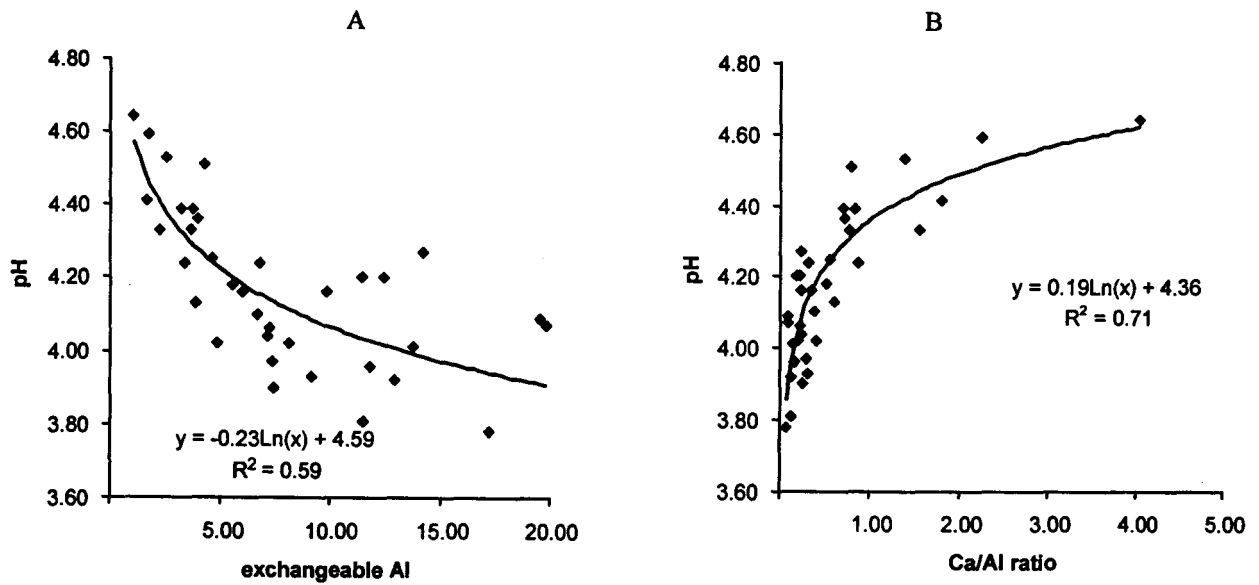 A
4.80
4.60
4.40
4.20
4.00
3.80
3.60
pH
y = -0.23Ln(x) + 4.59
R² = 0.59
5.00 10.00 15.00 20.00
exchangeable Al
B
4.80
4.60
4.40
4.20
4.00
3.80
3.60
pH
y = 0.19Ln(x) + 4.36
R² = 0.71
1.00 2.00 3.00 4.00 5.00
Ca/Al ratio